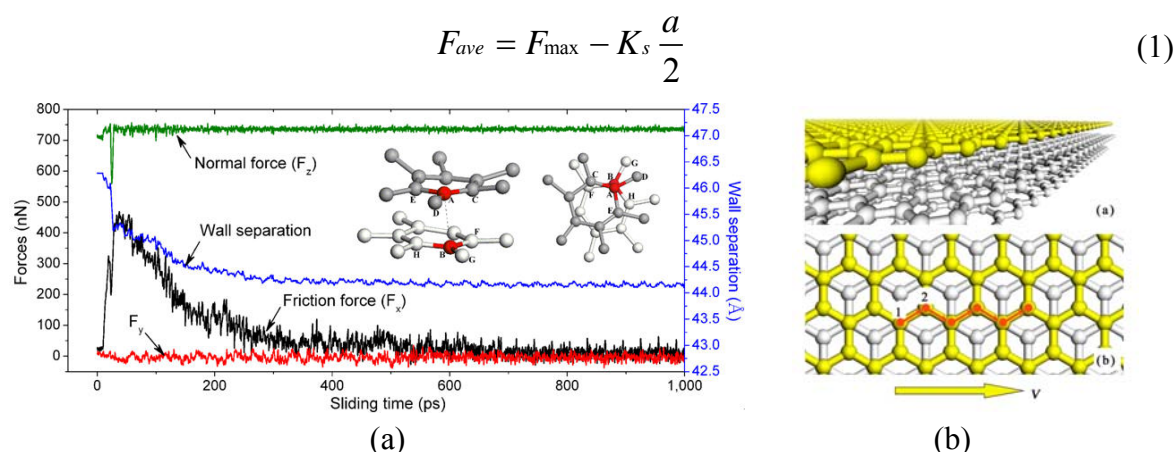 F_ave = F_max − K_s a/2 (1)
800
700
600
500
400
300
200
100
0
Forces (nN)
47.5
47.0
46.5
46.0
45.5
45.0
44.5
44.0
43.5
43.0
42.5
Wall separation (Å)
Normal force (F_z)
Wall separation
Friction force (F_x)
F_y
E A C
D
F
H B G
G
C B D
F A H
E
0 200 400 600 800 1,000
Sliding time (ps)
(a)
(a)
2
1
(b)
V
(b)